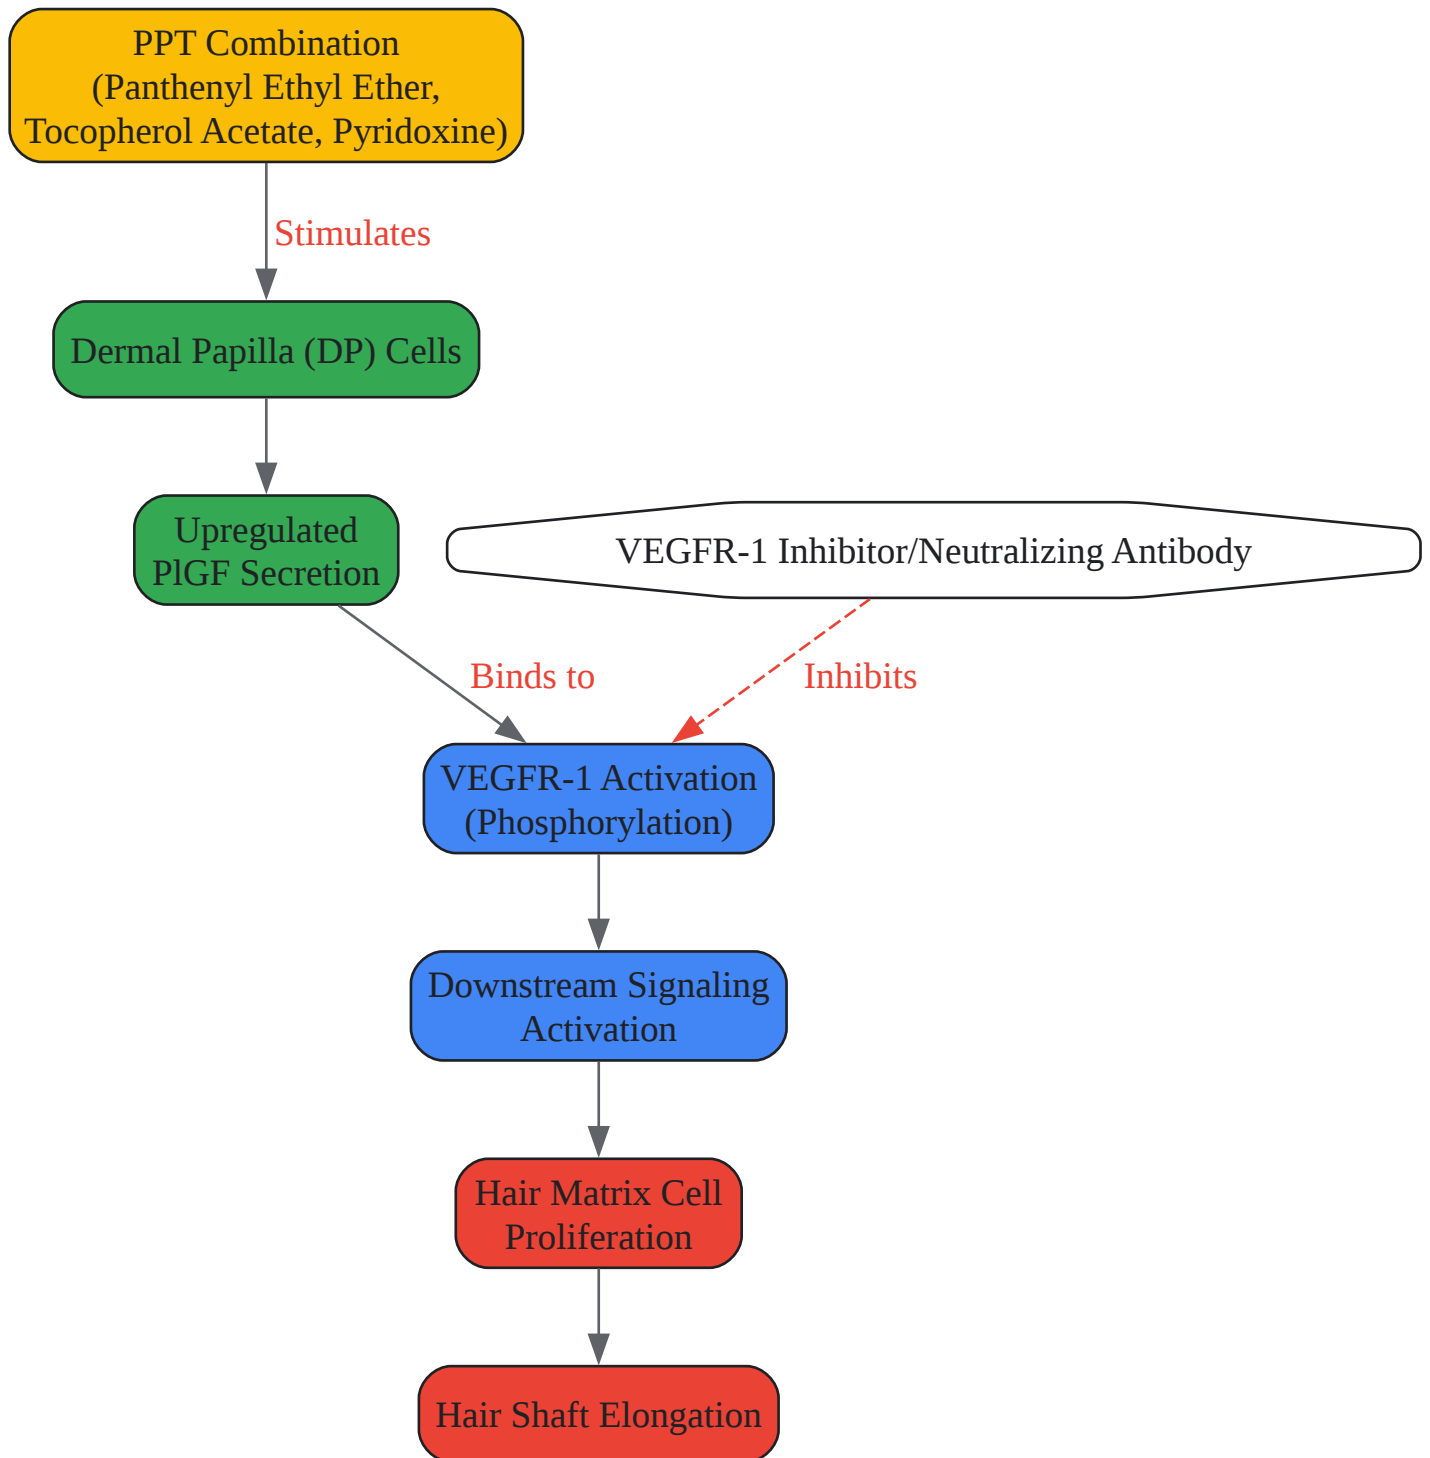 PPT Combination
(Panthenyl Ethyl Ether,
Tocopherol Acetate, Pyridoxine)
Stimulates
Dermal Papilla (DP) Cells
Upregulated
PlGF Secretion
VEGFR-1 Inhibitor/Neutralizing Antibody
Binds to
Inhibits
VEGFR-1 Activation
(Phosphorylation)
Downstream Signaling
Activation
Hair Matrix Cell
Proliferation
Hair Shaft Elongation